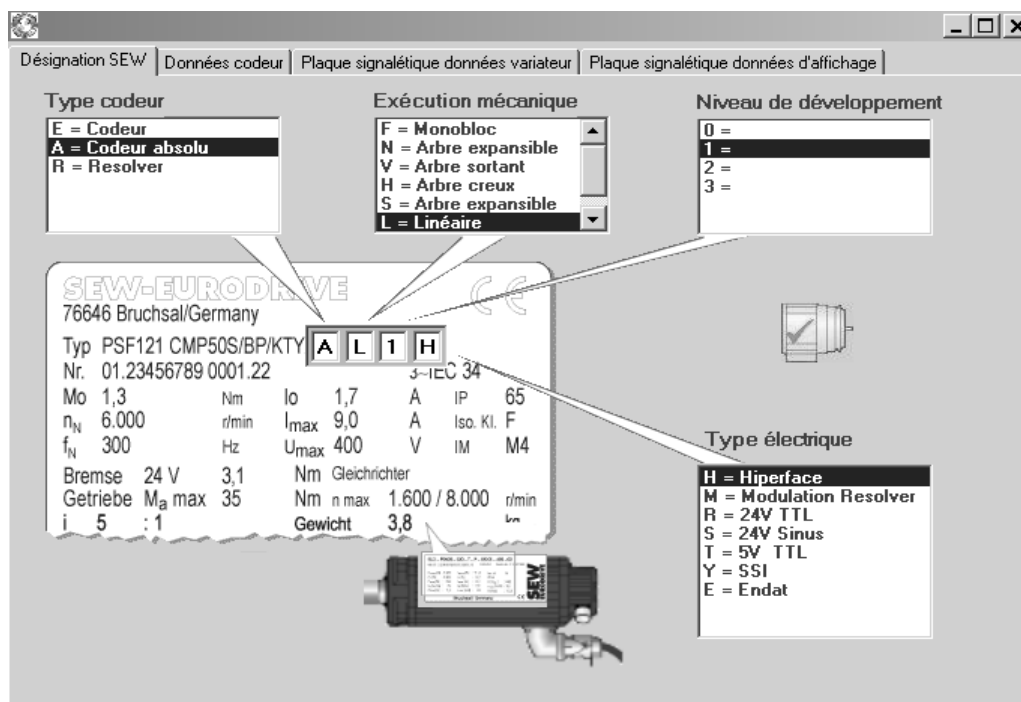 Désignation SEW Données codeur Plaque signalétique données variateur Plaque signalétique données d'affichage
Type codeur
E = Codeur
A = Codeur absolu
R = Resolver
Exécution mécanique
F = Monobloc
N = Arbre expansible
V = Arbre sortant
H = Arbre creux
S = Arbre expansible
L = Linéaire
Niveau de développement
0 =
1 =
2 =
3 =
SEW-EURODRIVE CE
76646 Bruchsal/Germany
Typ PSF121 CMP50S/BP/KTY A L 1 H
Nr. 01.23456789 0001.22 3~IEC 34
Mo 1,3 Nm Io 1,7 A IP 65
nN 6.000 r/min Imax 9,0 A Iso. Kl. F
fN 300 Hz Umax 400 V IM M4
Bremse 24 V 3,1 Nm Gleichrichter
Getriebe Ma max 35 Nm n max 1.600 / 8.000 r/min
i 5 : 1 Gewicht 3,8
Type électrique
H = Hiperface
M = Modulation Resolver
R = 24V TTL
S = 24V Sinus
T = 5V TTL
Y = SSI
E = Endat
SEW
EURODRIVE